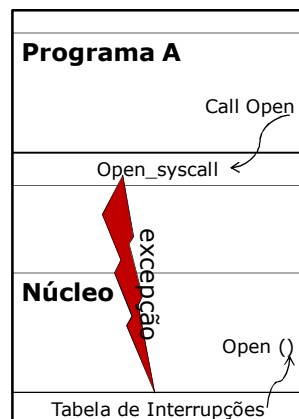 Programa A
Call Open
Open_syscall
excepção
Núcleo
Open ()
Tabela de Interrupções